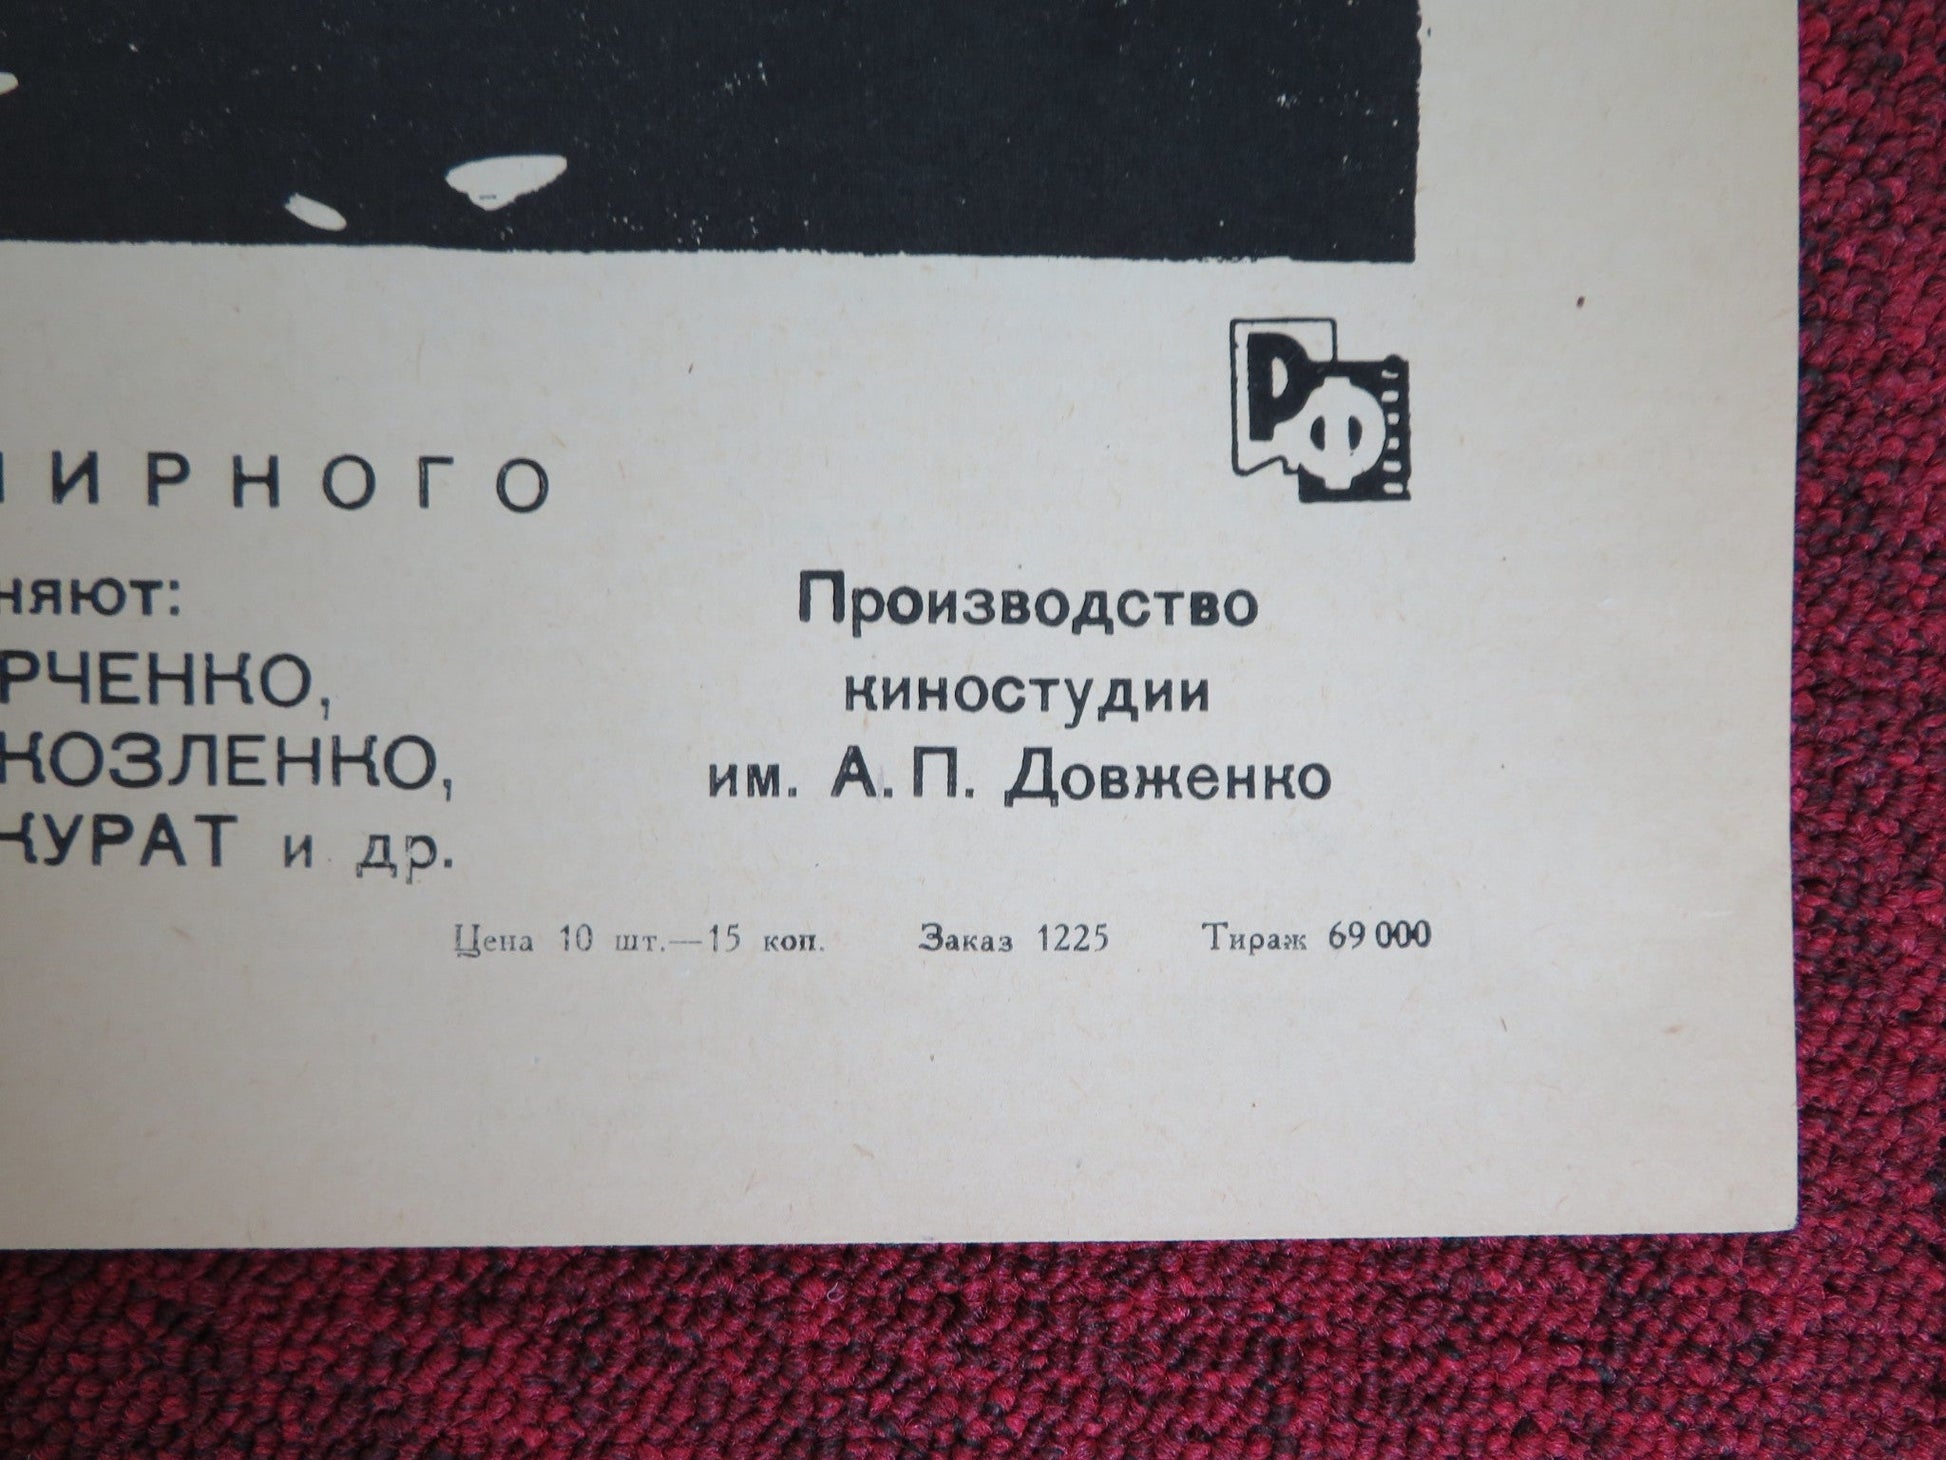 РФ
ИРНОГО
няют:
РЧЕНКО,
КОЗЛЕНКО,
КУРАТ и др.
Производство
киностудии
им. А. П. Довженко
Цена 10 шт.—15 коп. Заказ 1225 Тираж 69 000